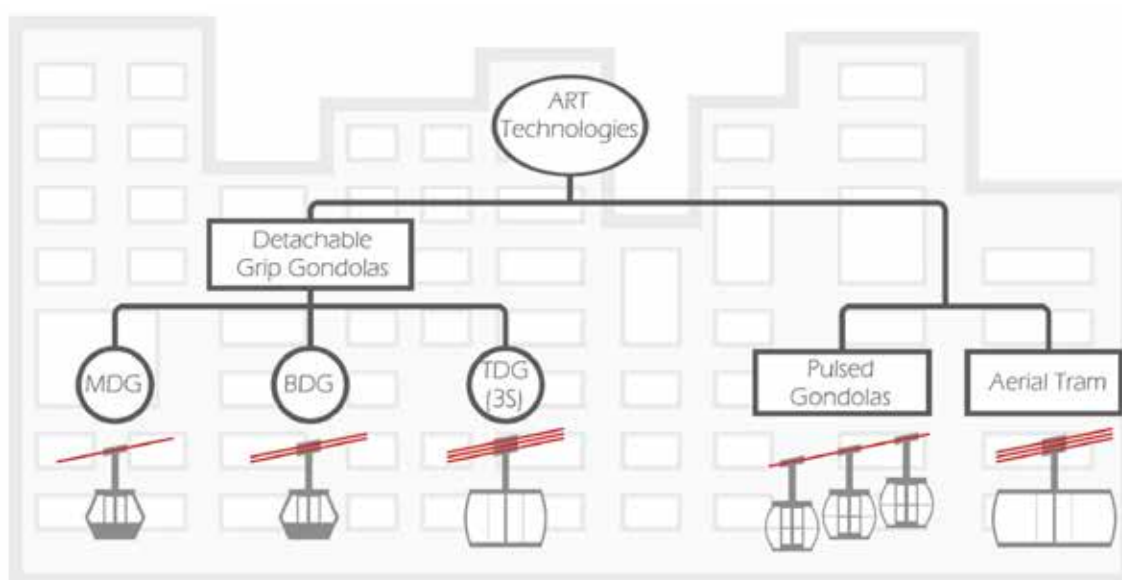 ART
Technologies
Detachable
Grip Gondolas
MDG
BDG
TDG
(3S)
Pulsed
Gondolas
Aerial Tram